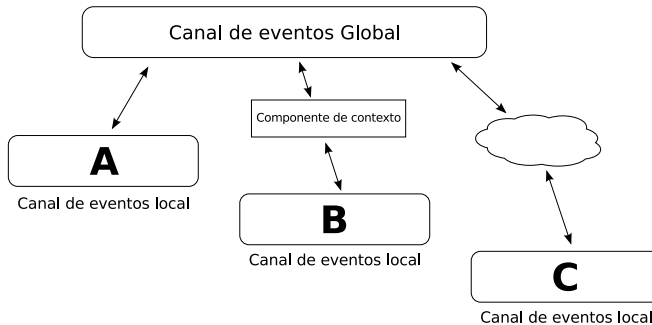 Canal de eventos Global
Componente de contexto
A
Canal de eventos local
B
Canal de eventos local
C
Canal de eventos local